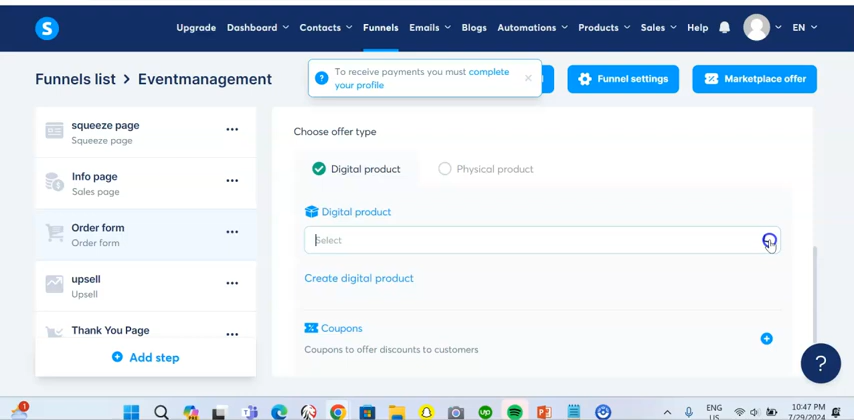 S Upgrade Dashboard Contacts Funnels Emails Blogs Automations Products Sales Help EN
Funnels list > Eventmanagement
? To receive payments you must complete
your profile
Funnel settings
Marketplace offer
squeeze page
Squeeze page
Info page
Sales page
Order form
Order form
upsell
Upsell
Thank You Page
Add step
Choose offer type
Digital product
Physical product
Digital product
Select
Create digital product
Coupons
Coupons to offer discounts to customers
?
1
ENG
US
10:47 PM
7/29/2024